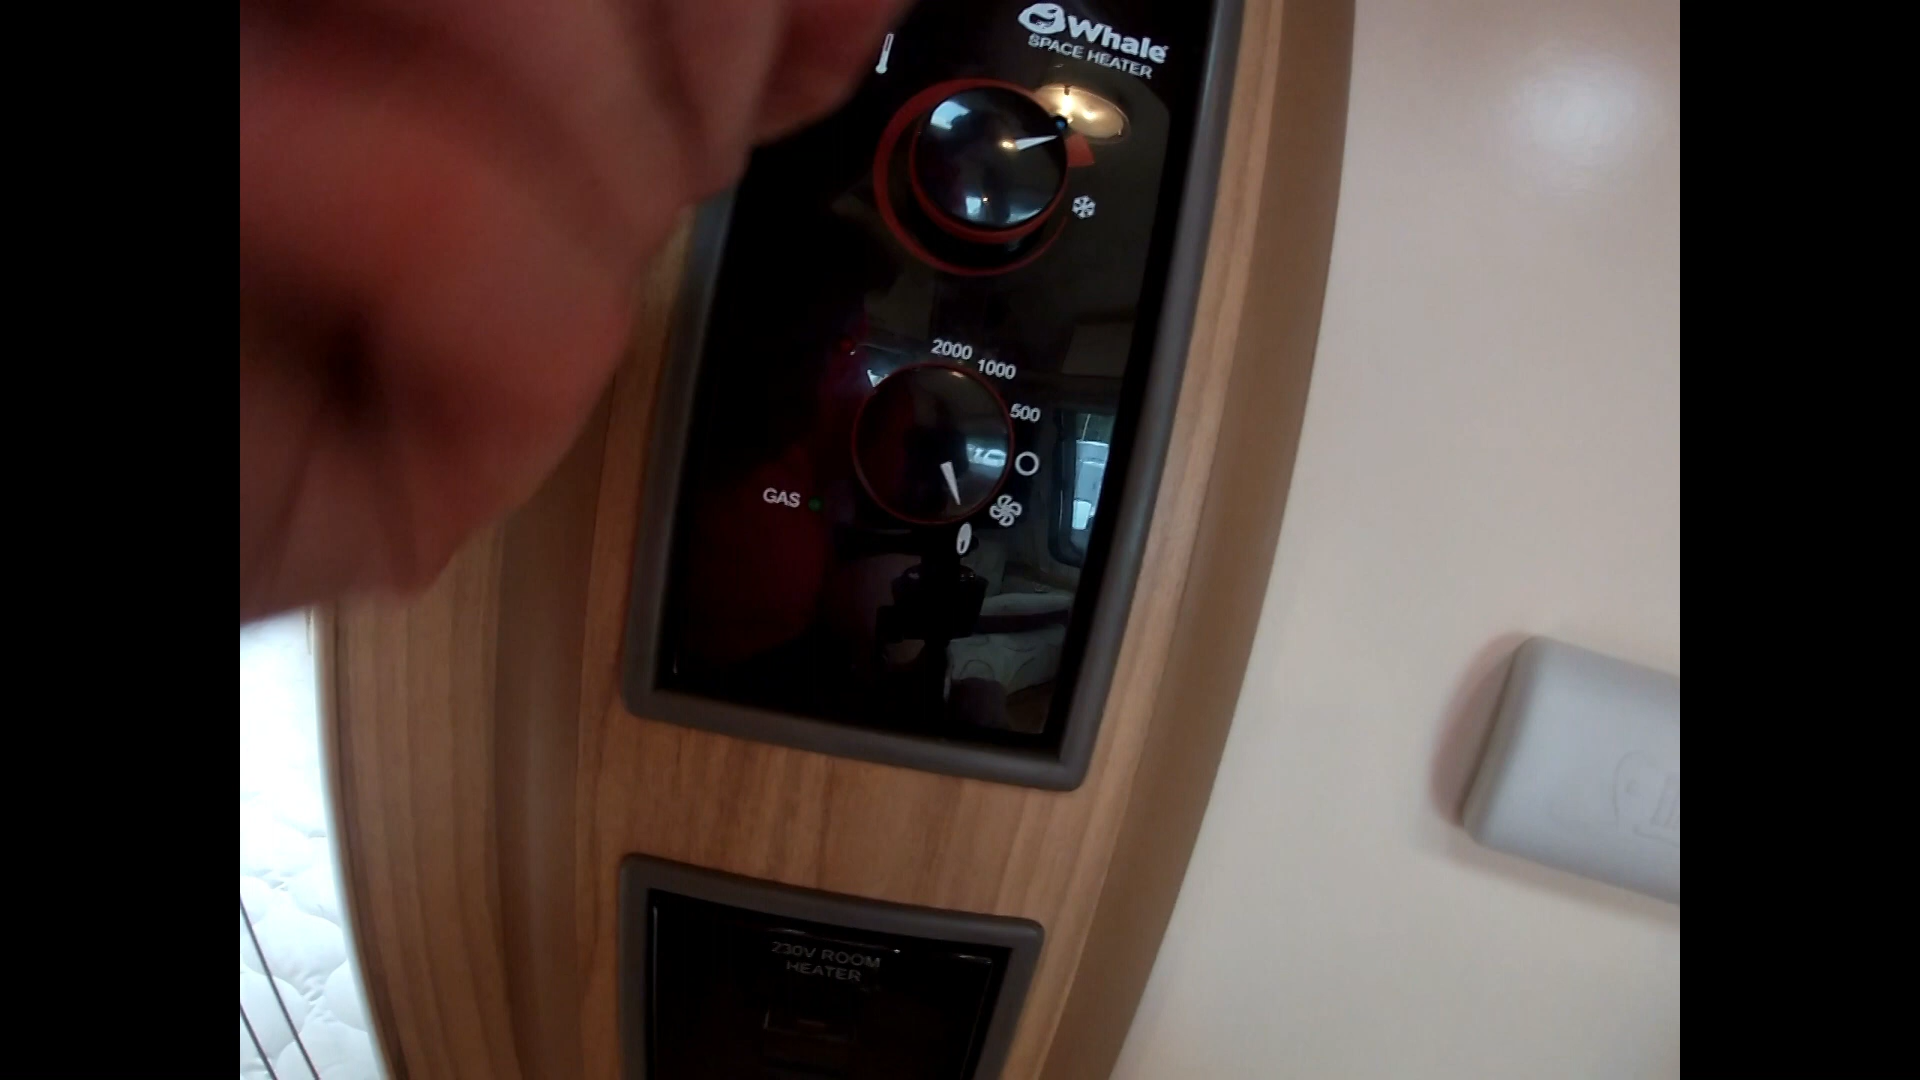 Whale
SPACE HEATER
2000
1000
500
GAS
230V ROOM
HEATER